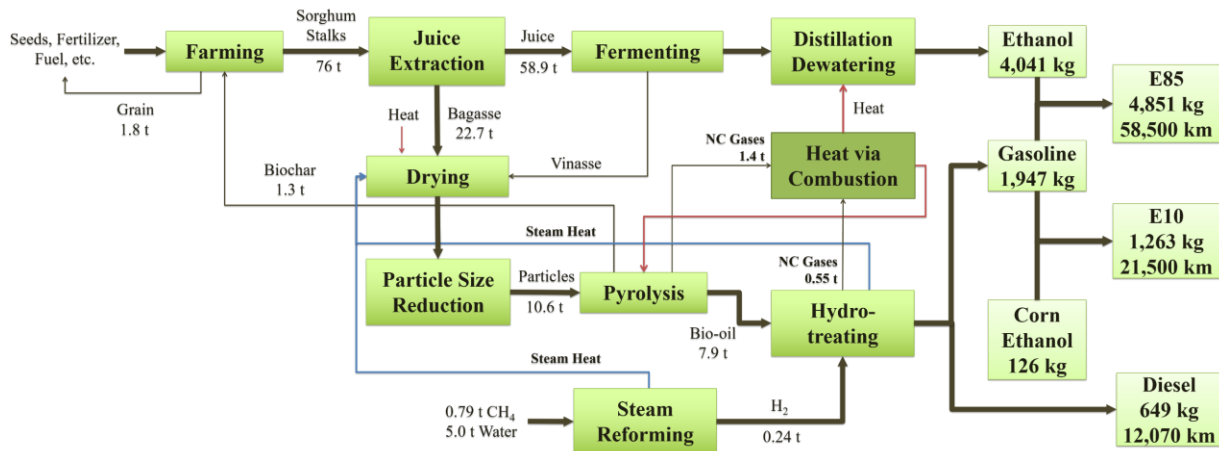 Seeds, Fertilizer,
Fuel, etc.
Farming
Sorghum
Stalks
76 t
Juice
Extraction
Juice
58.9 t
Fermenting
Distillation
Dewatering
Ethanol
4,041 kg
E85
4,851 kg
58,500 km
Grain
1.8 t
Heat
Bagasse
22.7 t
Heat
NC Gases
1.4 t
Heat via
Combustion
Gasoline
1,947 kg
Biochar
1.3 t
Drying
Vinasse
E10
1,263 kg
21,500 km
Steam Heat
NC Gases
0.55 t
Particle Size
Reduction
Particles
10.6 t
Pyrolysis
Bio-oil
7.9 t
Hydro-
treating
Corn
Ethanol
126 kg
Steam Heat
Diesel
649 kg
12,070 km
0.79 t CH₄
5.0 t Water
Steam
Reforming
H₂
0.24 t